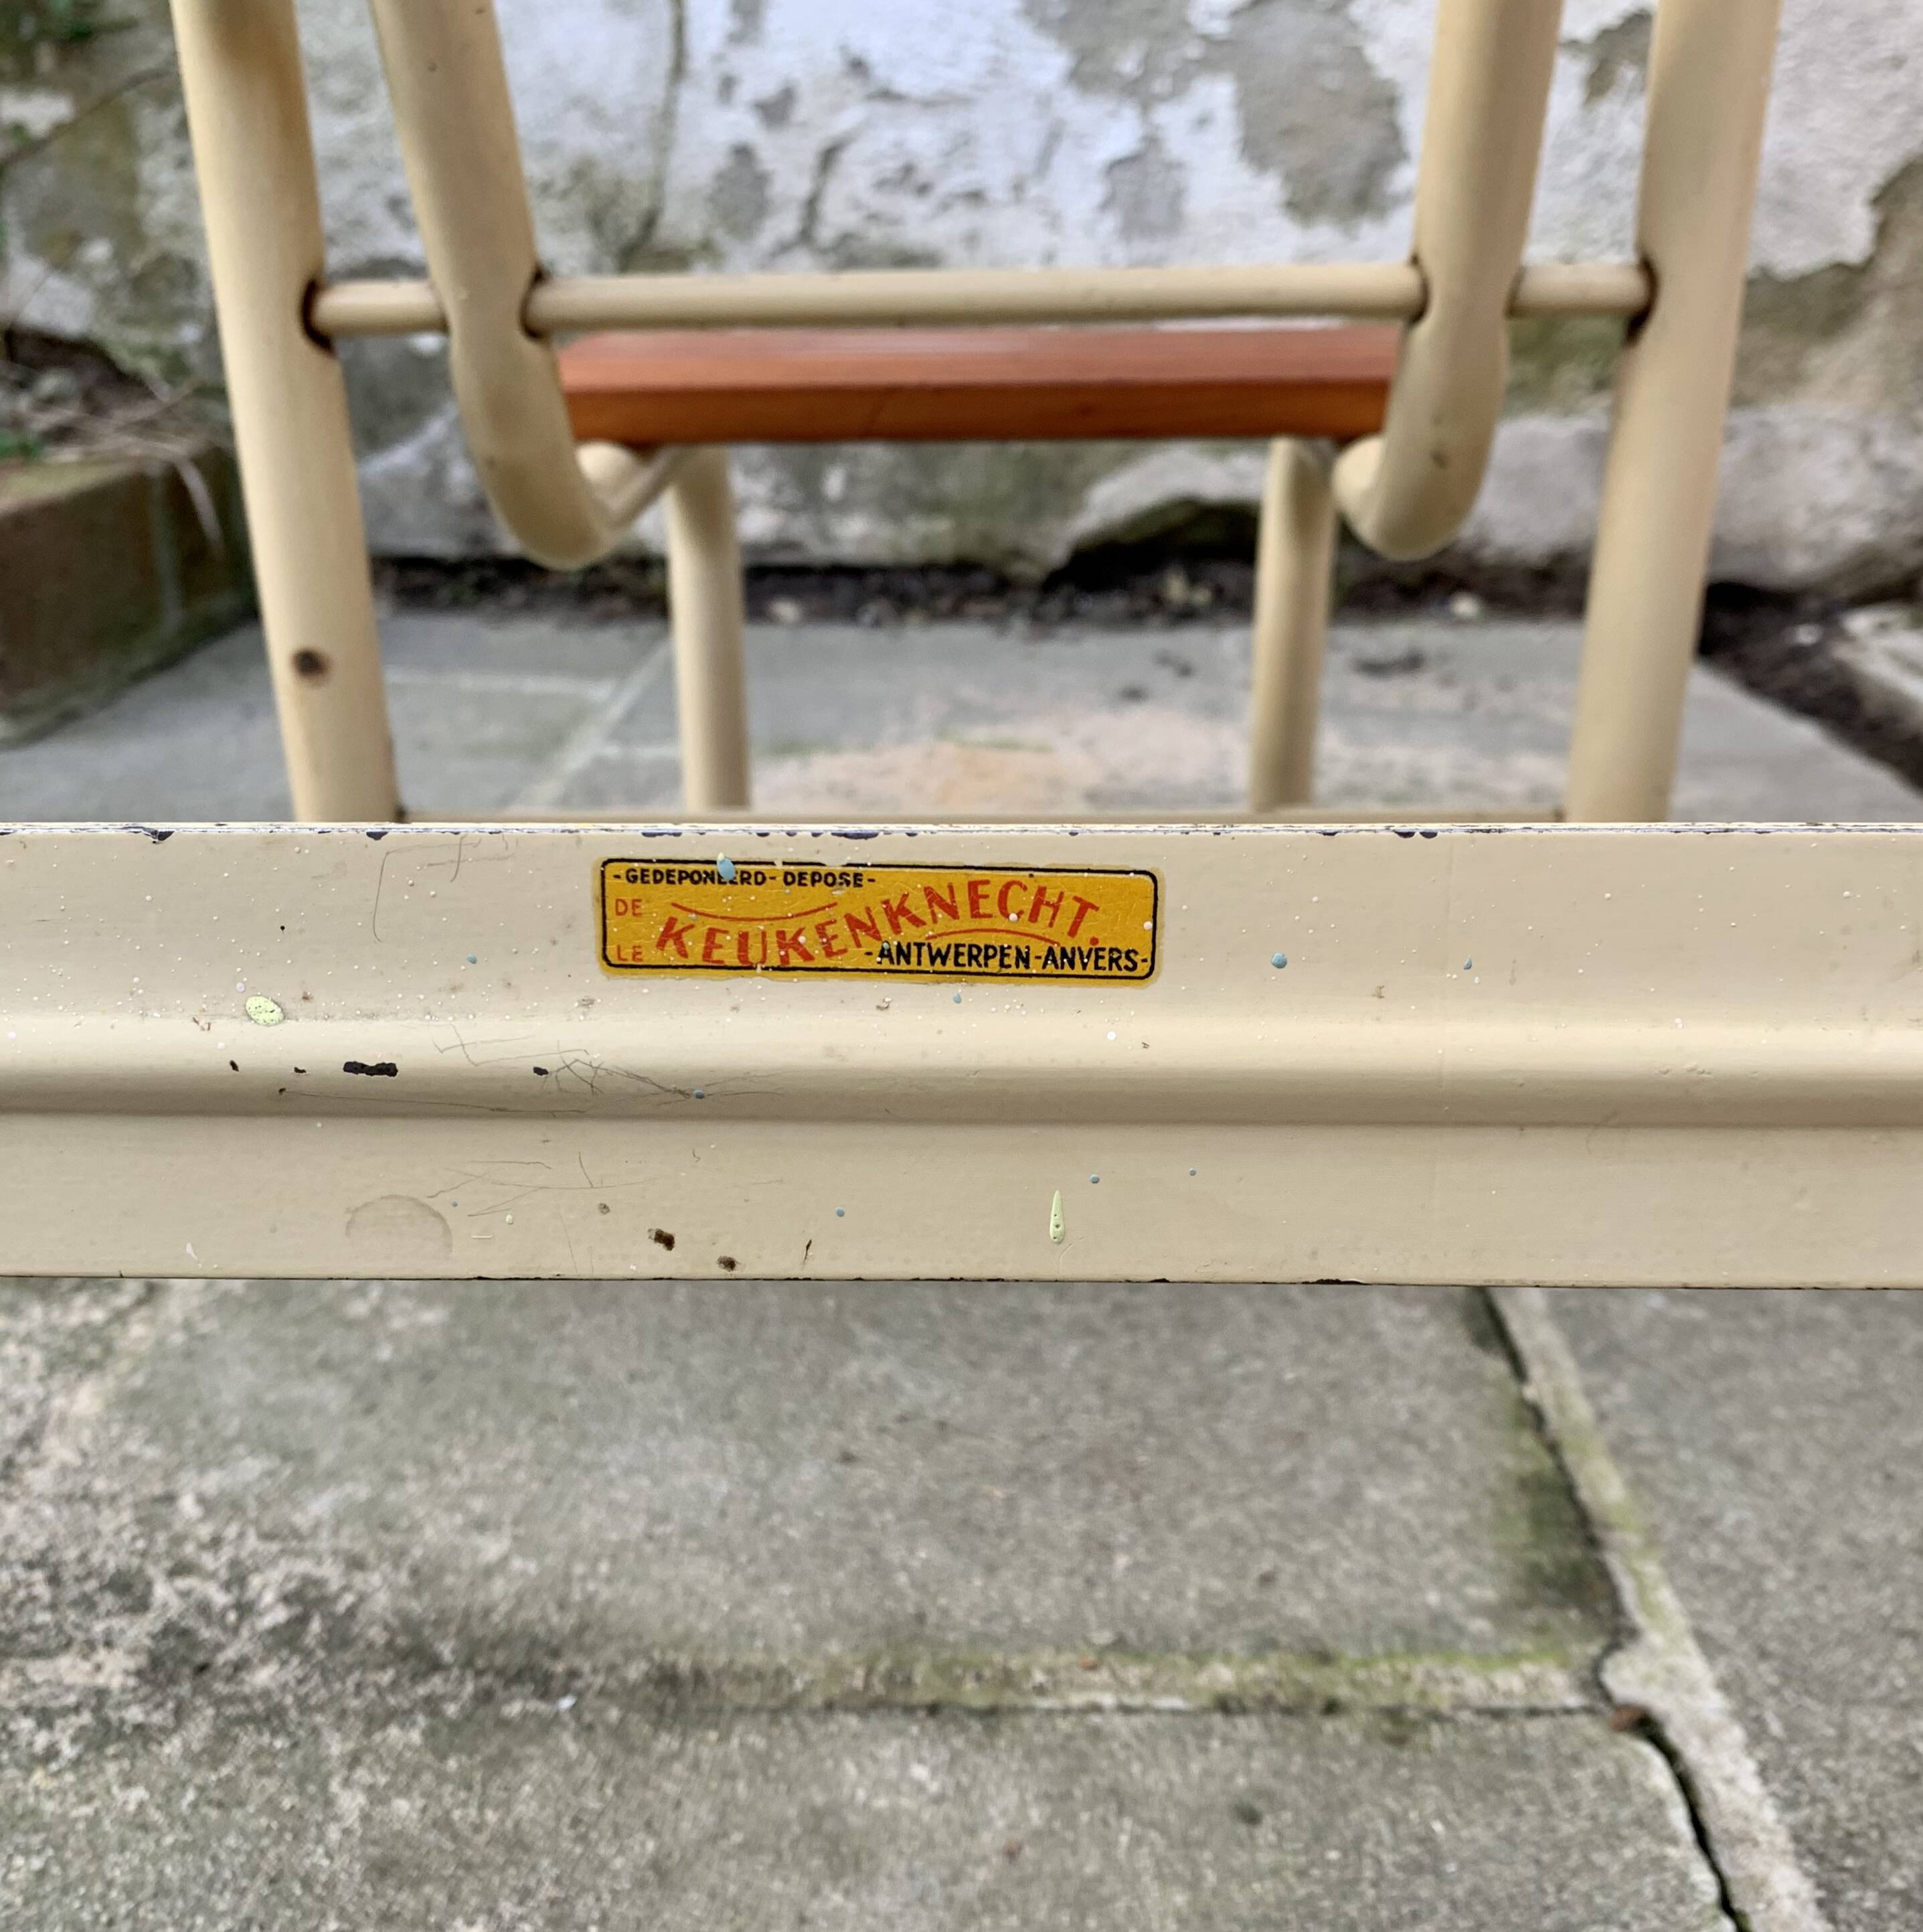 -GEDEPONEERD- DEPOSE-
DE
LE
KEUKENKNECHT.
-ANTWERPEN-ANVERS-